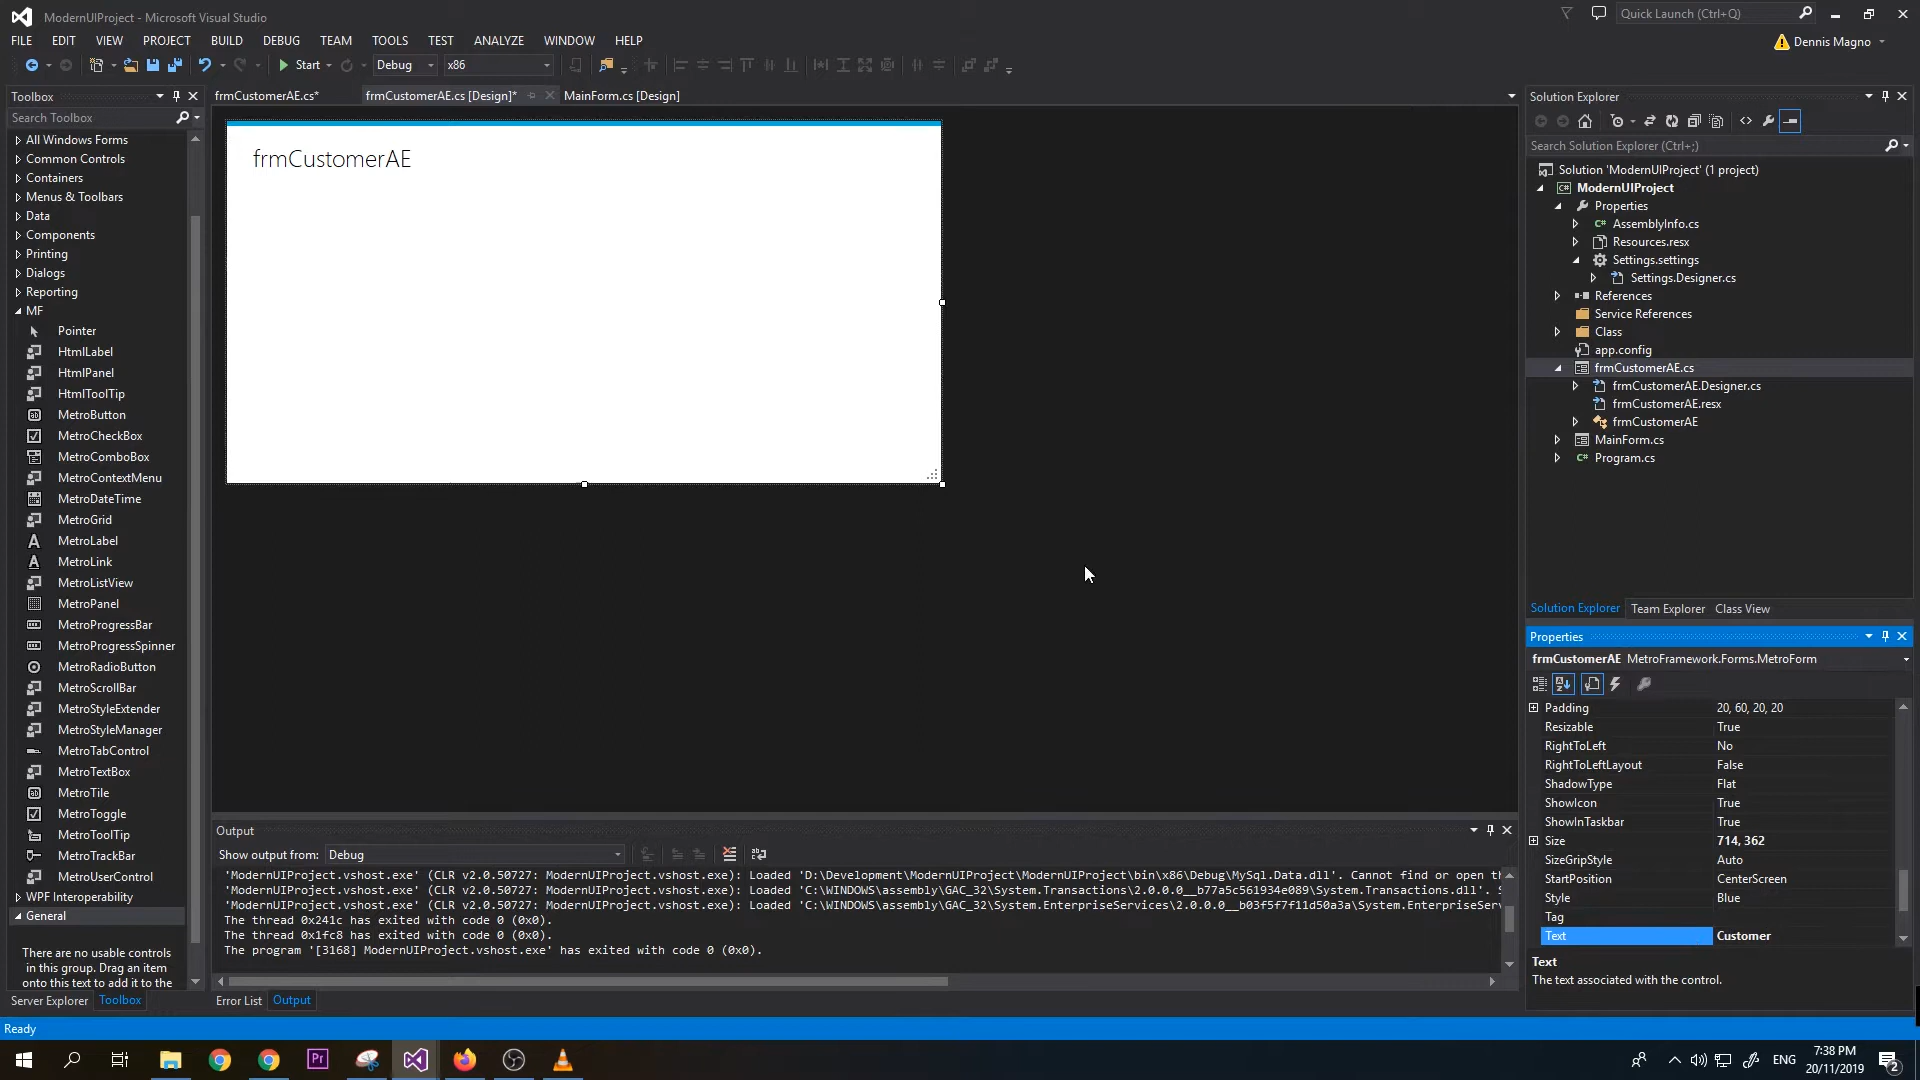 ModernUIProject - Microsoft Visual Studio
Quick Launch (Ctrl+Q)
FILE EDIT VIEW PROJECT BUILD DEBUG TEAM TOOLS TEST ANALYZE WINDOW HELP
Dennis Magno
Start Debug x86
Toolbox
Search Toolbox
All Windows Forms
Common Controls
Containers
Menus & Toolbars
Data
Components
Printing
Dialogs
Reporting
MF
Pointer
HtmlLabel
HtmlPanel
HtmlToolTip
MetroButton
MetroCheckBox
MetroComboBox
MetroContextMenu
MetroDateTime
MetroGrid
MetroLabel
MetroLink
MetroListView
MetroPanel
MetroProgressBar
MetroProgressSpinner
MetroRadioButton
MetroScrollBar
MetroStyleExtender
MetroStyleManager
MetroTabControl
MetroTextBox
MetroTile
MetroToggle
MetroToolTip
MetroTrackBar
MetroUserControl
WPF Interoperability
General
There are no usable controls
in this group. Drag an item
onto this text to add it to the
Server Explorer Toolbox
frmCustomerAE.cs* frmCustomerAE.cs [Design]* MainForm.cs [Design]
frmCustomerAE
Output
Show output from: Debug
'ModernUIProject.vshost.exe' (CLR v2.0.50727: ModernUIProject.vshost.exe): Loaded 'D:\Development\ModernUIProject\ModernUIProject\bin\x86\Debug\MySql.Data.dll'. Cannot find or open th
'ModernUIProject.vshost.exe' (CLR v2.0.50727: ModernUIProject.vshost.exe): Loaded 'C:\WINDOWS\assembly\GAC_32\System.Transactions\2.0.0.0__b77a5c561934e089\System.Transactions.dll'. S
'ModernUIProject.vshost.exe' (CLR v2.0.50727: ModernUIProject.vshost.exe): Loaded 'C:\WINDOWS\assembly\GAC_32\System.EnterpriseServices\2.0.0.0__b03f5f7f11d50a3a\System.EnterpriseSer
The thread 0x241c has exited with code 0 (0x0).
The thread 0x1fc8 has exited with code 0 (0x0).
The program '[3168] ModernUIProject.vshost.exe' has exited with code 0 (0x0).
Error List Output
Solution Explorer
Search Solution Explorer (Ctrl+;)
Solution 'ModernUIProject' (1 project)
ModernUIProject
Properties
AssemblyInfo.cs
Resources.resx
Settings.settings
Settings.Designer.cs
References
Service References
Class
app.config
frmCustomerAE.cs
frmCustomerAE.Designer.cs
frmCustomerAE.resx
frmCustomerAE
MainForm.cs
Program.cs
Solution Explorer Team Explorer Class View
Properties
frmCustomerAE MetroFramework.Forms.MetroForm
Padding 20, 60, 20, 20
Resizable True
RightToLeft No
RightToLeftLayout False
ShadowType Flat
ShowIcon True
ShowInTaskbar True
Size 714, 362
SizeGripStyle Auto
StartPosition CenterScreen
Style Blue
Tag
Text Customer
Text
The text associated with the control.
Ready
ENG
7:38 PM
20/11/2019
2